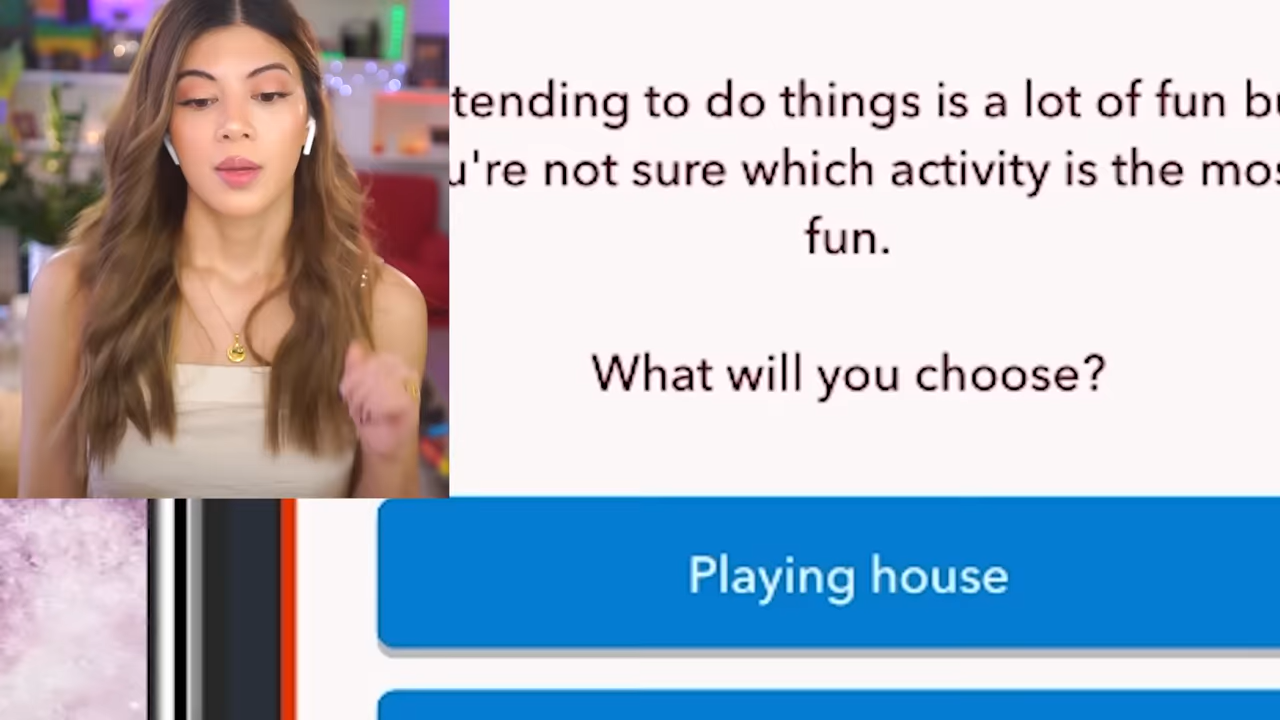 tending to do things is a lot of fun bu
u're not sure which activity is the mos
fun.
What will you choose?
Playing house